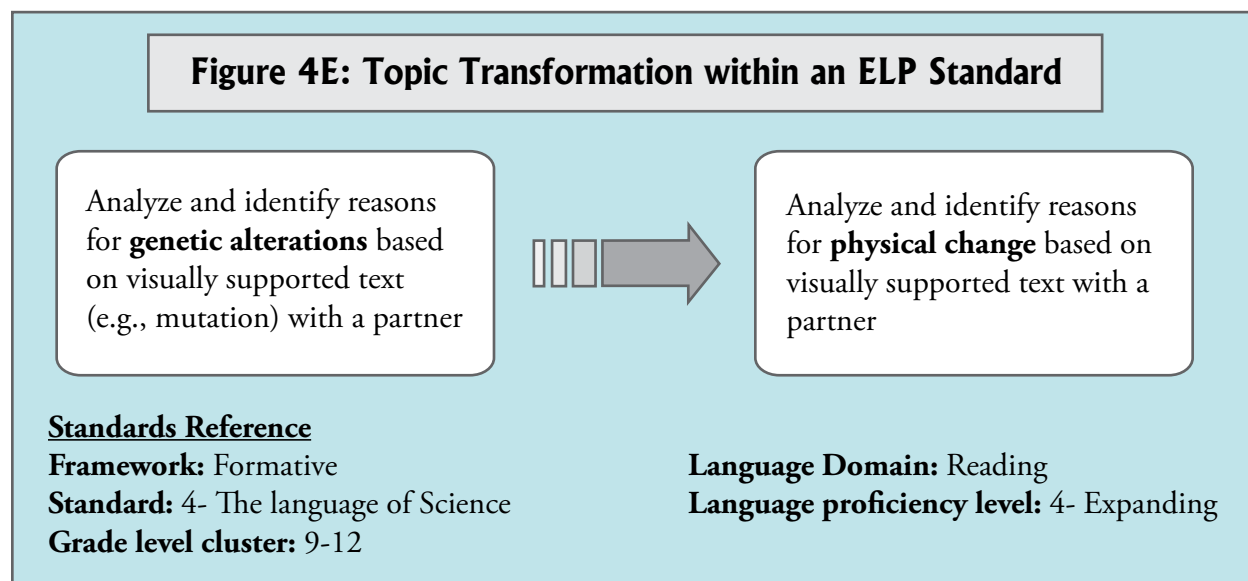 Figure 4E: Topic Transformation within an ELP Standard
Analyze and identify reasons
for genetic alterations based
on visually supported text
(e.g., mutation) with a partner
Analyze and identify reasons
for physical change based on
visually supported text with a
partner
Standards Reference
Framework: Formative
Standard: 4- The language of Science
Grade level cluster: 9-12
Language Domain: Reading
Language proficiency level: 4- Expanding